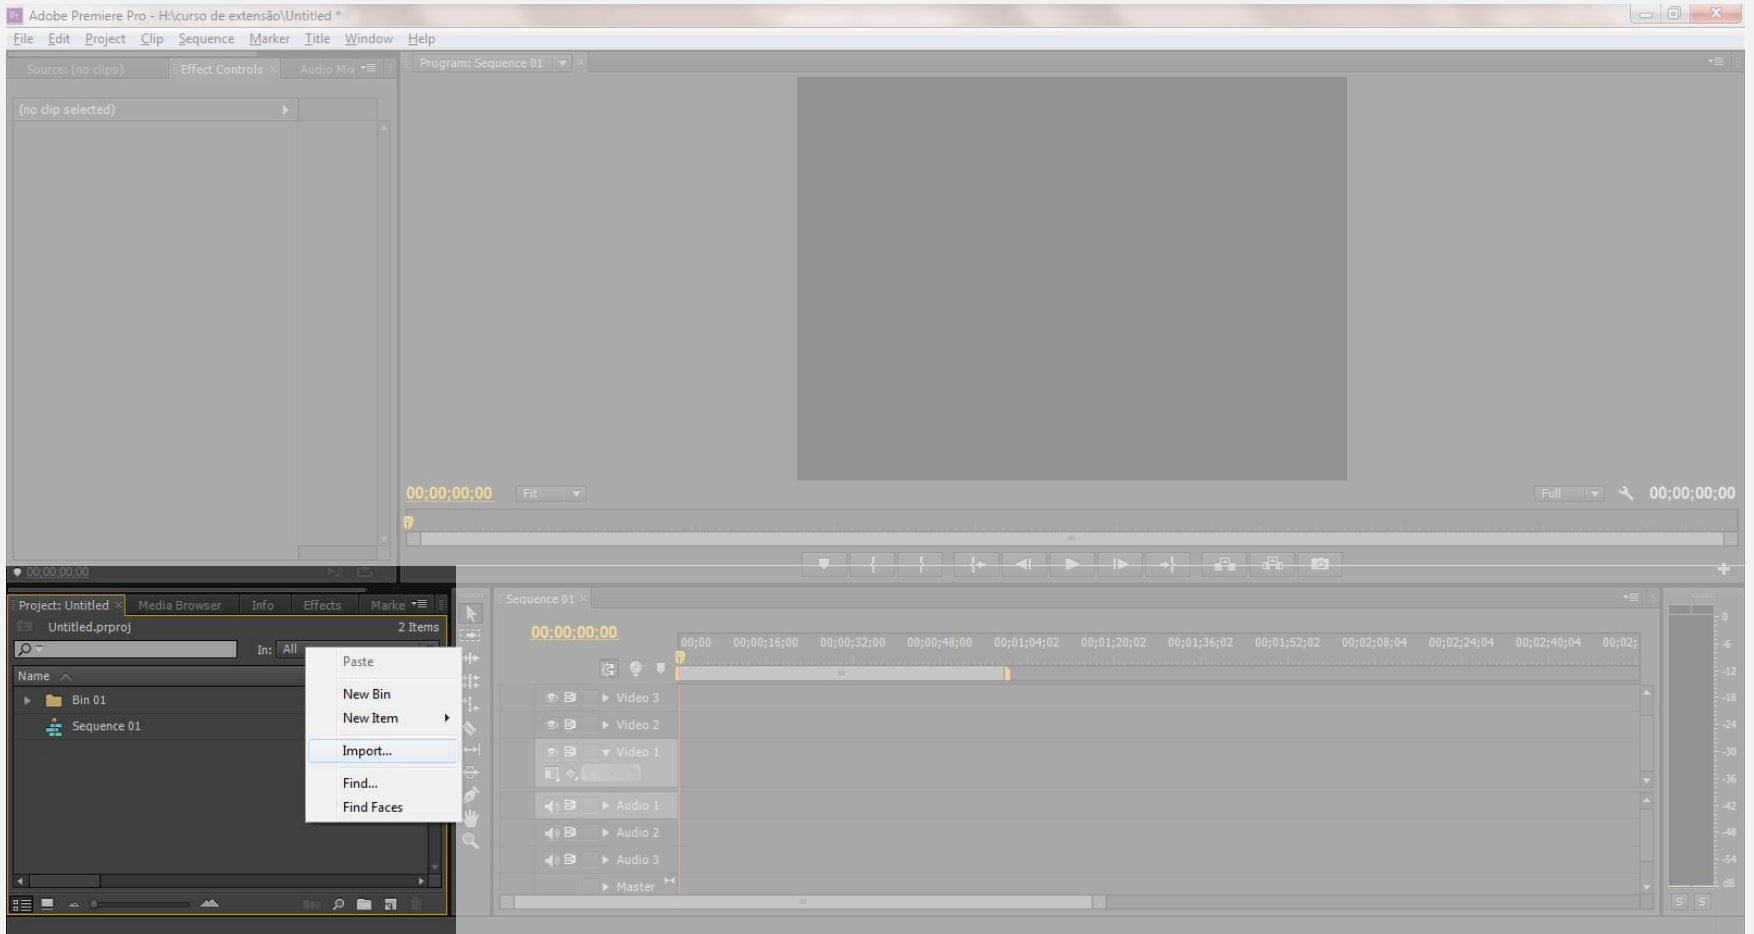 Pr Adobe Premiere Pro - H:\curso de extensão\Untitled *
File Edit Project Clip Sequence Marker Title Window Help
Source: (no clips) Effect Controls × Audio Mix
Program: Sequence 01 ×
(no clip selected)
00;00;00;00 Fit Full 00;00;00;00
00;00;00;00
Project: Untitled × Media Browser Info Effects Marke
Untitled.prproj 2 Items
In: All
Name
Bin 01
Sequence 01
Paste
New Bin
New Item
Import...
Find...
Find Faces
Sequence 01 ×
00;00;00;00
00;00 00;00;16;00 00;00;32;00 00;00;48;00 00;01;04;02 00;01;20;02 00;01;36;02 00;01;52;02 00;02;08;04 00;02;24;04 00;02;40;04 00;02;
Video 3
Video 2
Video 1
Audio 1
Audio 2
Audio 3
Master
0
-6
-12
-18
-24
-30
-36
-42
-48
-54
dB
S S